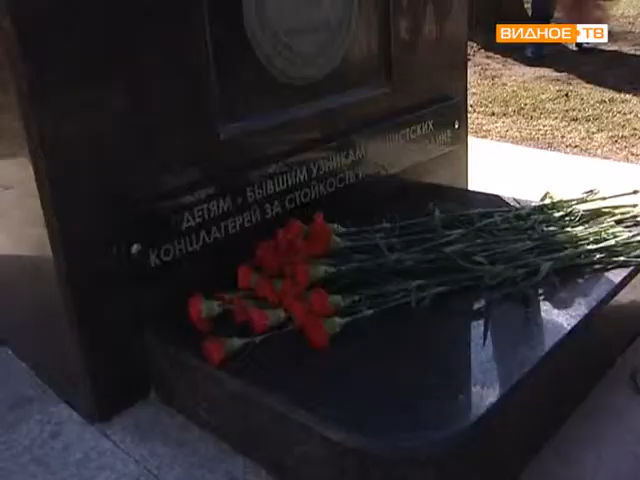 ВИДНОЕ ТВ
ДЕТЯМ - БЫВШИМ УЗНИКАМ
КОНЦЛАГЕРЕЙ ЗА СТОЙКОСТЬ